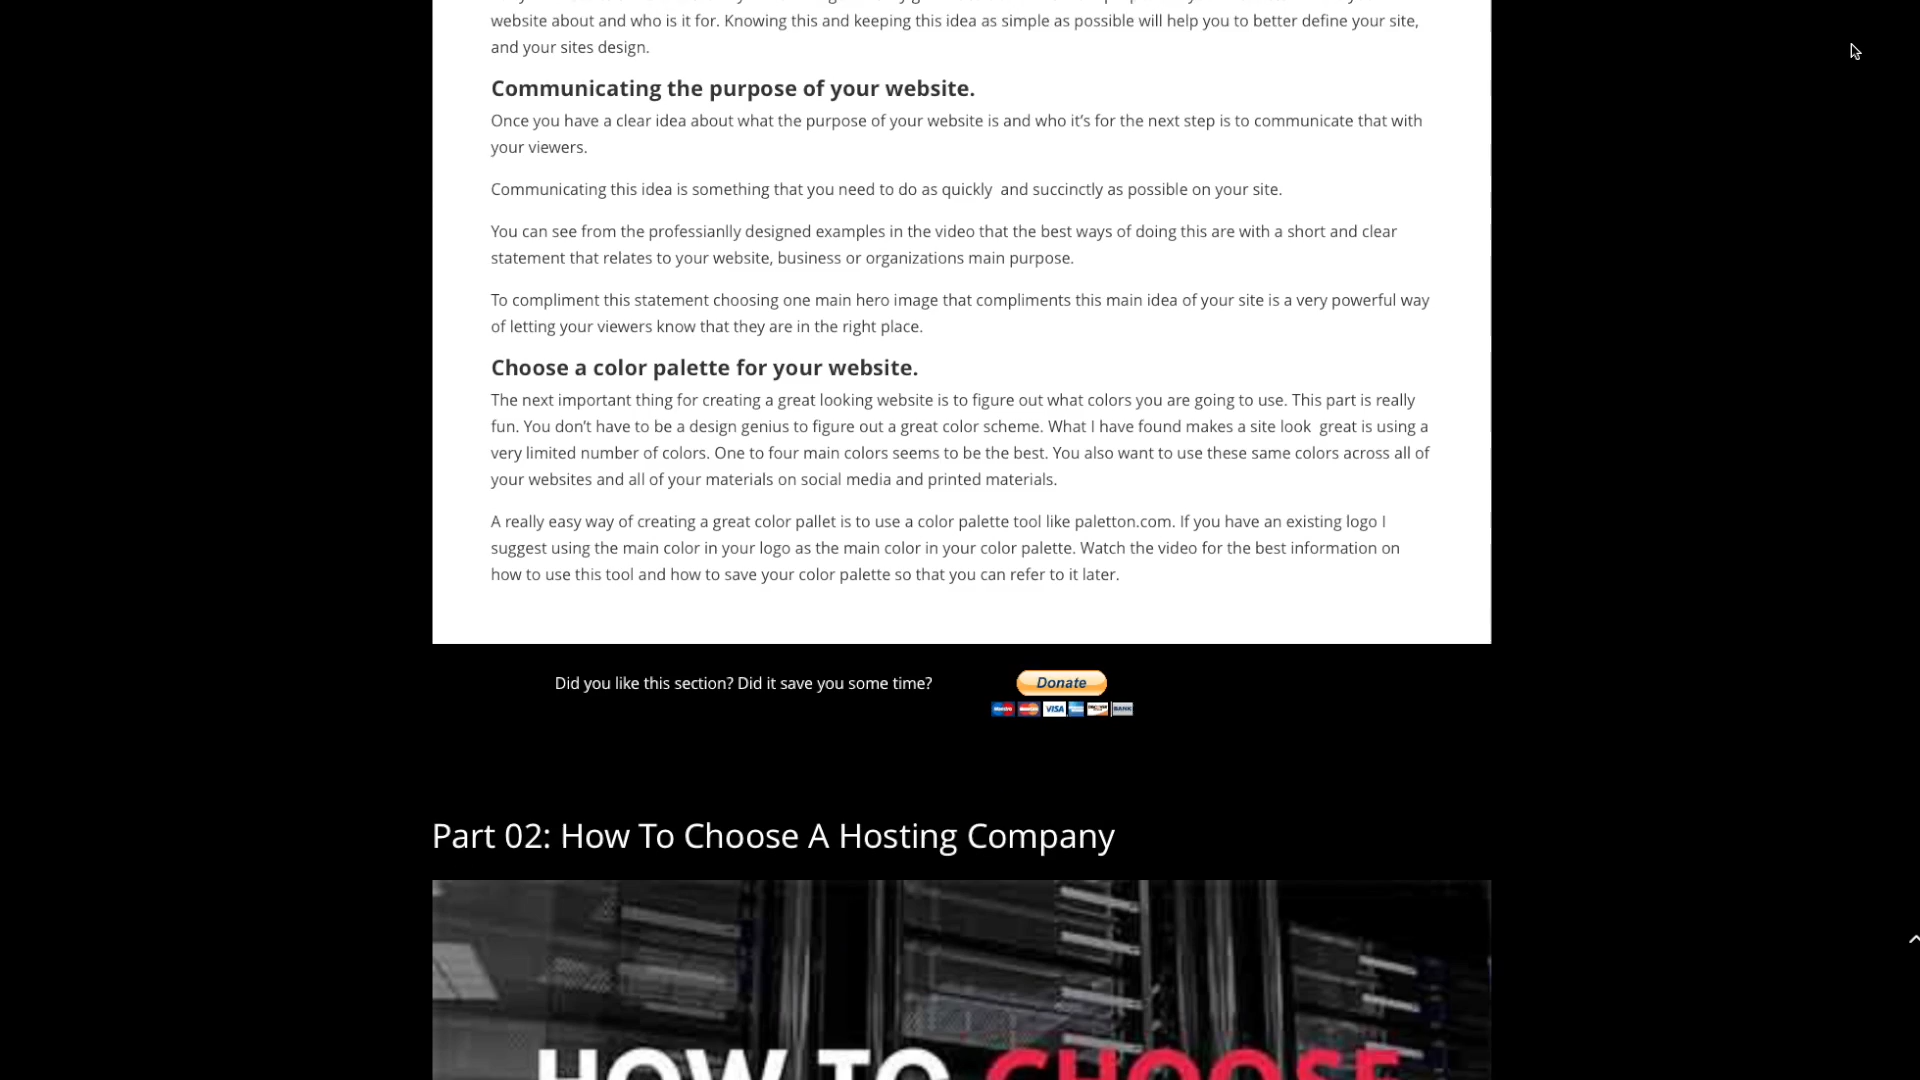 website about and who is it for. Knowing this and keeping this idea as simple as possible will help you to better define your site,
and your sites design.
Communicating the purpose of your website.
Once you have a clear idea about what the purpose of your website is and who it’s for the next step is to communicate that with
your viewers.
Communicating this idea is something that you need to do as quickly  and succinctly as possible on your site.
You can see from the professianlly designed examples in the video that the best ways of doing this are with a short and clear
statement that relates to your website, business or organizations main purpose.
To compliment this statement choosing one main hero image that compliments this main idea of your site is a very powerful way
of letting your viewers know that they are in the right place.
Choose a color palette for your website.
The next important thing for creating a great looking website is to figure out what colors you are going to use. This part is really
fun. You don’t have to be a design genius to figure out a great color scheme. What I have found makes a site look  great is using a
very limited number of colors. One to four main colors seems to be the best. You also want to use these same colors across all of
your websites and all of your materials on social media and printed materials.
A really easy way of creating a great color pallet is to use a color palette tool like paletton.com. If you have an existing logo I
suggest using the main color in your logo as the main color in your color palette. Watch the video for the best information on
how to use this tool and how to save your color palette so that you can refer to it later.
Did you like this section? Did it save you some time?
Donate
VISA
BANK
Part 02: How To Choose A Hosting Company
HOW TO CHOOSE